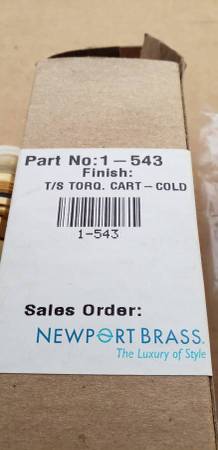 Part No:1-543
Finish:
T/S TORQ. CART-COLD
1-543
Sales Order:
NEWPORT BRASS.
The Luxury of Style